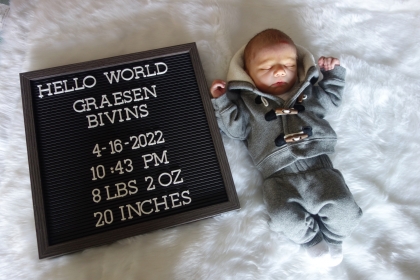 HELLO WORLD
GRAESEN
BIVINS
4-16-2022
10:43 PM
8 LBS 2 OZ
20 INCHES